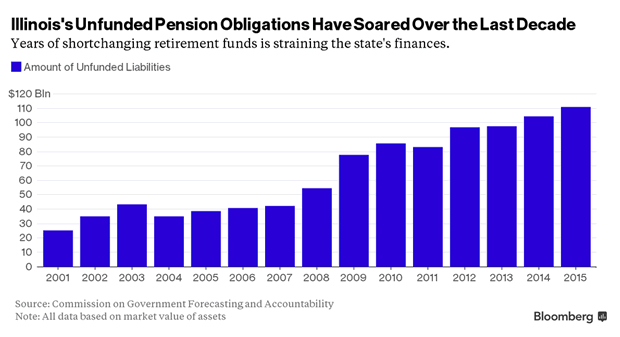 Illinois's Unfunded Pension Obligations Have Soared Over the Last Decade
Years of shortchanging retirement funds is straining the state's finances.
Amount of Unfunded Liabilities
$120 Bln
110
100
90
80
70
60
50
40
30
20
10
0
2001 2002 2003 2004 2005 2006 2007 2008 2009 2010 2011 2012 2013 2014 2015
Source: Commission on Government Forecasting and Accountability
Note: All data based on market value of assets
Bloomberg